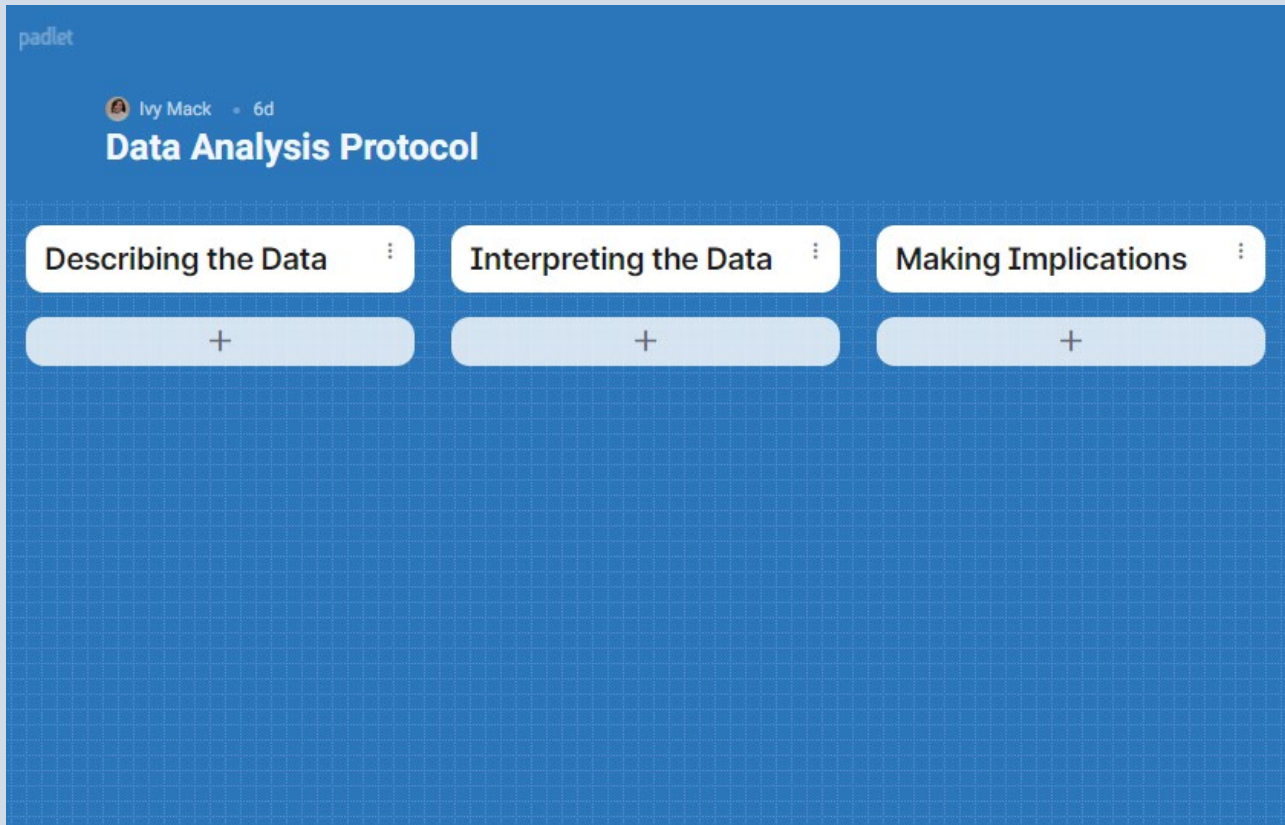 padlet
Ivy Mack • 6d
Data Analysis Protocol
Describing the Data
Interpreting the Data
Making Implications
+
+
+